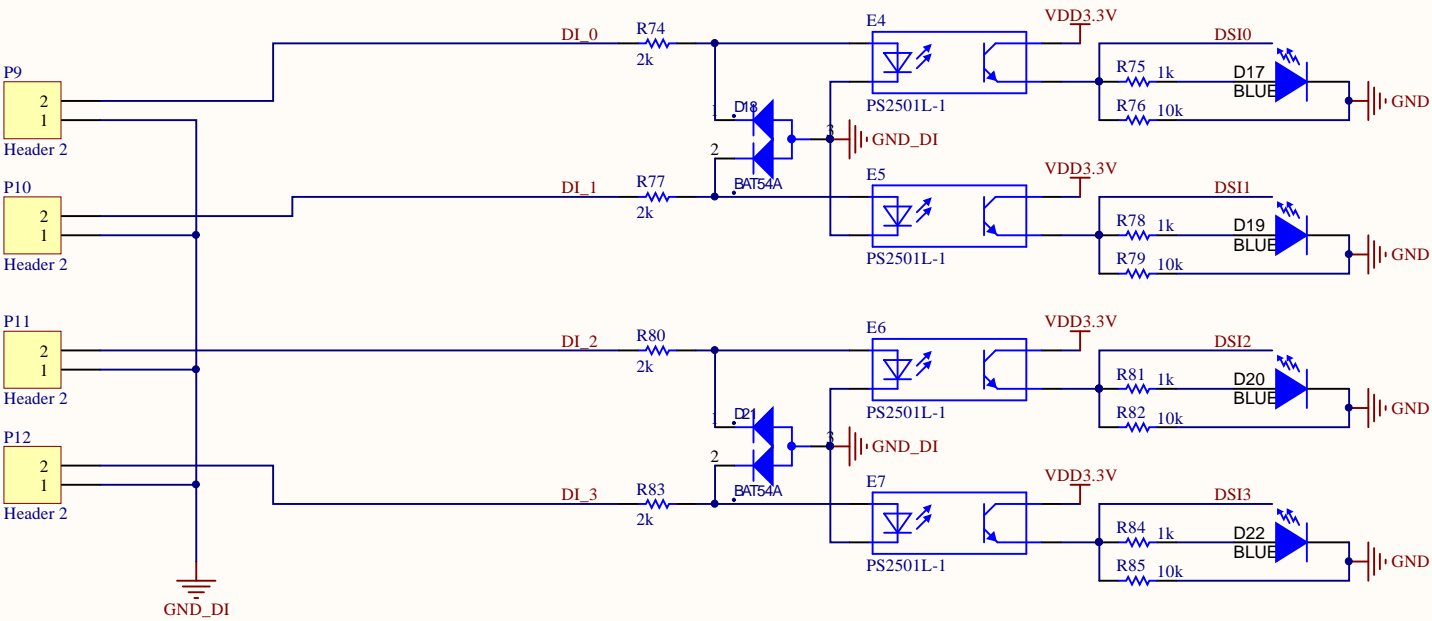 P9
2
1
Header 2
DI_0
R74
2k
E4
PS2501L-1
VDD3.3V
DSI0
R75
1k
D17
BLUE
R76
10k
GND
1
D18
2
3
GND_DI
BAT54A
P10
2
1
Header 2
DI_1
R77
2k
E5
PS2501L-1
VDD3.3V
DSI1
R78
1k
D19
BLUE
R79
10k
GND
P11
2
1
Header 2
DI_2
R80
2k
E6
PS2501L-1
VDD3.3V
DSI2
R81
1k
D20
BLUE
R82
10k
GND
1
D21
2
3
GND_DI
BAT54A
P12
2
1
Header 2
DI_3
R83
2k
E7
PS2501L-1
VDD3.3V
DSI3
R84
1k
D22
BLUE
R85
10k
GND
GND_DI